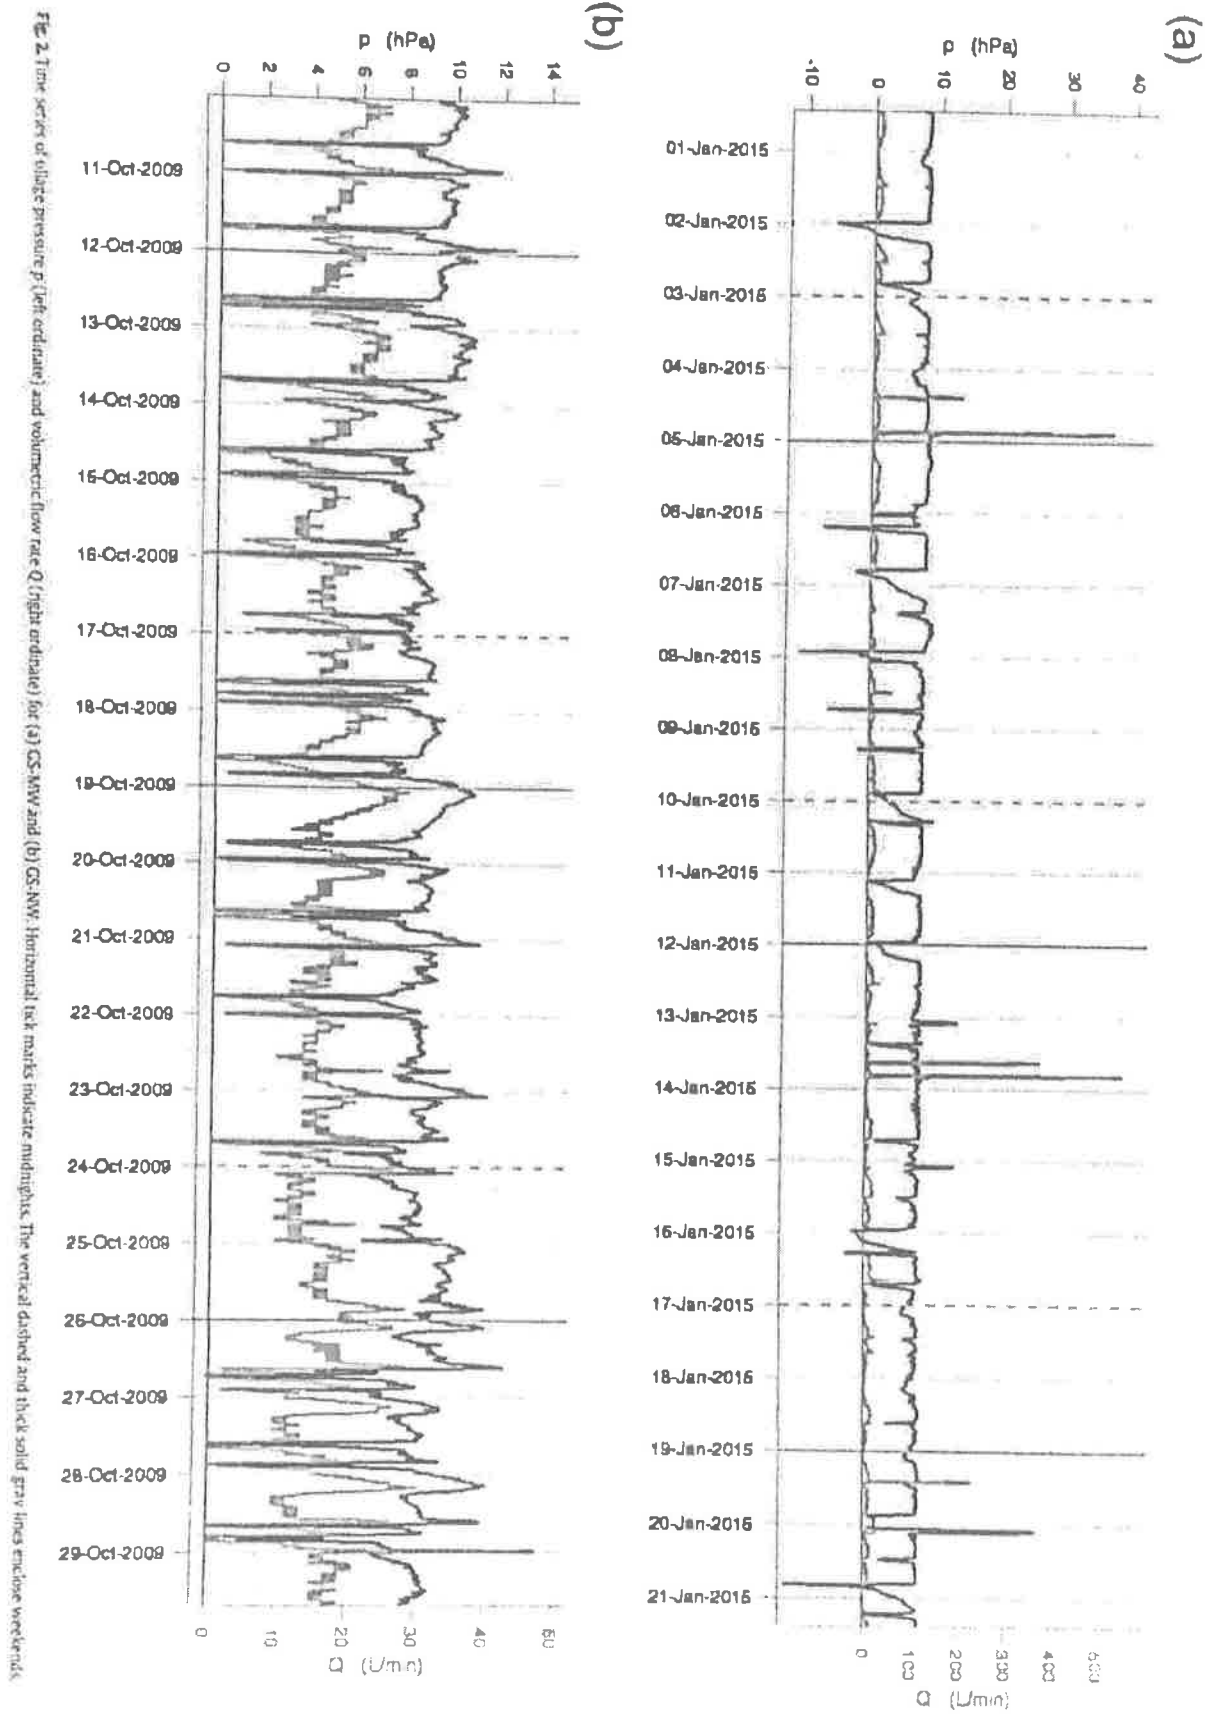 (a)
p (hPa)
-10 0 10 20 30 40
01-Jan-2015
02-Jan-2015
03-Jan-2015
04-Jan-2015
05-Jan-2015
06-Jan-2015
07-Jan-2015
08-Jan-2015
09-Jan-2015
10-Jan-2015
11-Jan-2015
12-Jan-2015
13-Jan-2015
14-Jan-2015
15-Jan-2015
16-Jan-2015
17-Jan-2015
18-Jan-2015
19-Jan-2015
20-Jan-2015
21-Jan-2015
0 100 200 300 400 500
Q (L/min)
(b)
p (hPa)
0 2 4 6 8 10 12 14
11-Oct-2009
12-Oct-2009
13-Oct-2009
14-Oct-2009
15-Oct-2009
16-Oct-2009
17-Oct-2009
18-Oct-2009
19-Oct-2009
20-Oct-2009
21-Oct-2009
22-Oct-2009
23-Oct-2009
24-Oct-2009
25-Oct-2009
26-Oct-2009
27-Oct-2009
28-Oct-2009
29-Oct-2009
0 10 20 30 40 50
Q (L/min)
Fig. 2. Time series of ullage pressure p (left ordinate) and volumetric flow rate Q (right ordinate) for (a) GS-MW and (b) GS-NW. Horizontal tick marks indicate midnights. The vertical dashed and thick solid gray lines enclose weekends.